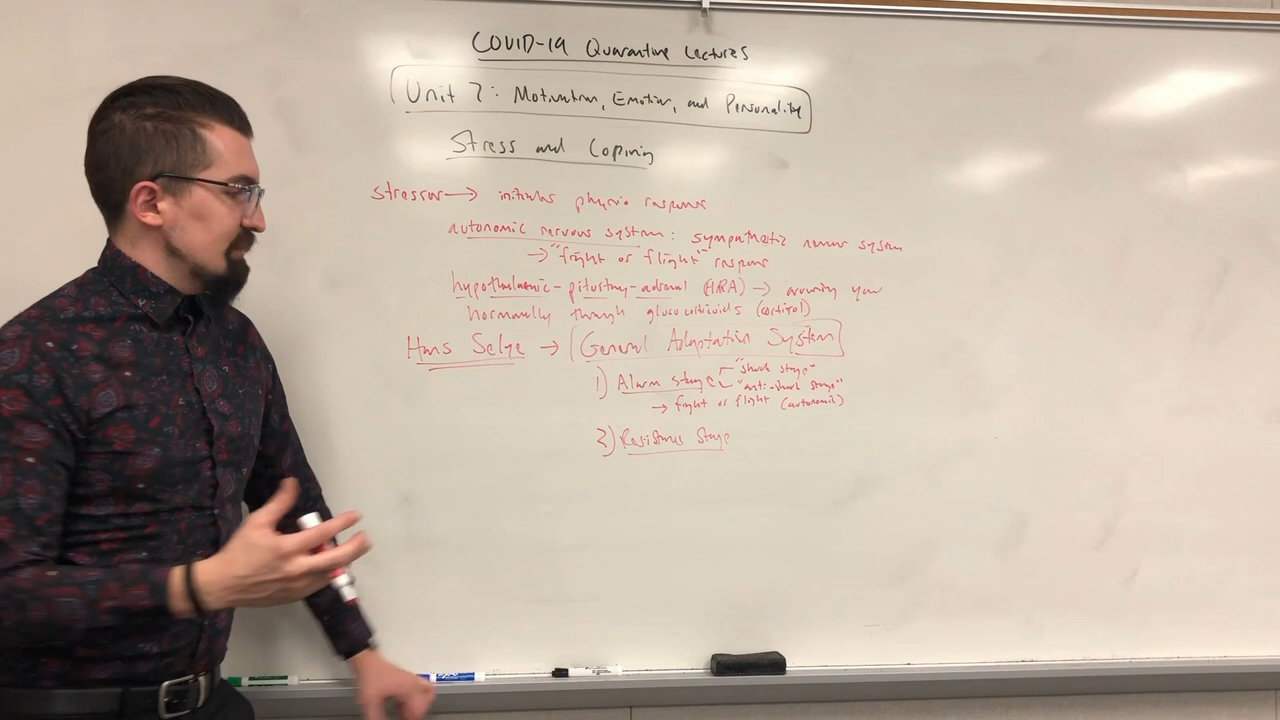 COVID-19 Quarantine Lectures
Unit 7: Motivation, Emotion, and Personality
Stress and Coping
stressor → initiates physio response
autonomic nervous system: sympathetic nervous system
→ "fright or flight" response
hypothalamic-pituitary-adrenal (HPA) → arousing you
hormonally through glucocorticoids (cortisol)
Hans Selye → General Adaptation System
1) Alarm stage "shock stage"
"anti-shock stage"
→ fight or flight (autonomic)
2) Resistance Stage